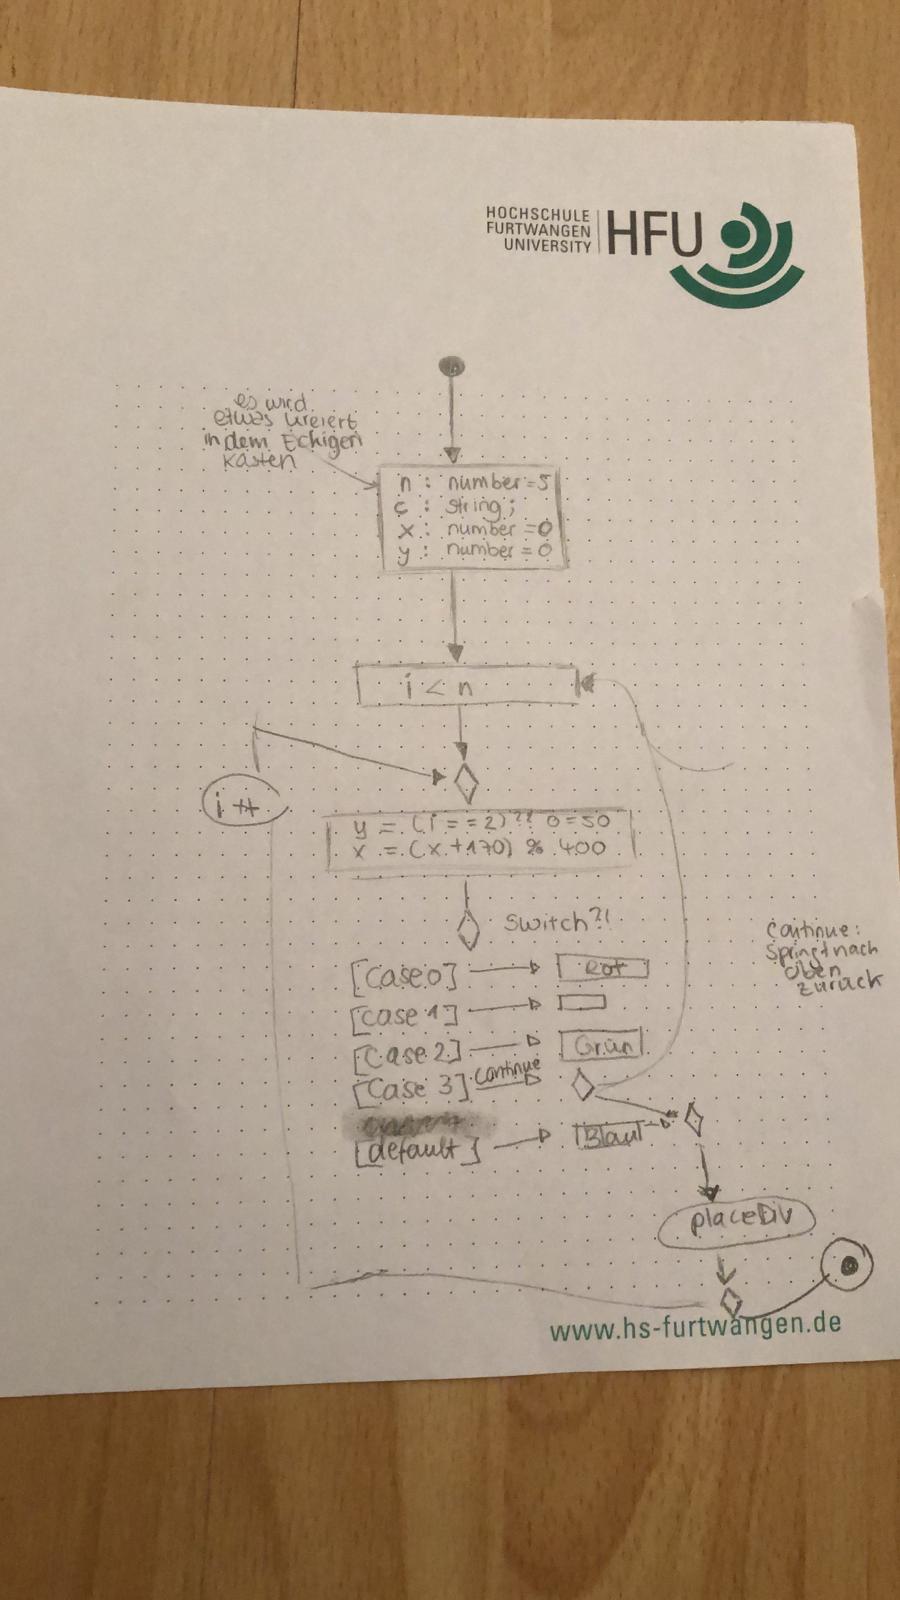 HOCHSCHULE
FURTWANGEN
UNIVERSITY
HFU
es wird
etwas kreiert
in dem Eckigen
Kasten
n : number = 5
c : string ;
x : number = 0
y : number = 0
i < n
i ++
y = (i == 2) ?? 0 = 50
x = (x + 170) % 400
Switch?!
[Case 0] Rot
[Case 1]
[Case 2] Grün
[Case 3] Continue
[default] Blau
Continue:
Springt nach
oben
zurück
placeDiv
www.hs-furtwangen.de